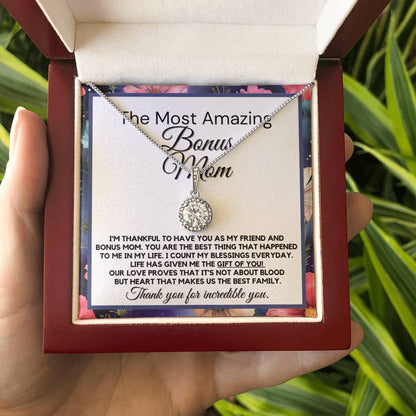 The Most Amazing
Bonus
Mom
I'M THANKFUL TO HAVE YOU AS MY FRIEND AND
BONUS MOM. YOU ARE THE BEST THING THAT HAPPENED
TO ME IN MY LIFE. I COUNT MY BLESSINGS EVERYDAY.
LIFE HAS GIVEN ME THE GIFT OF YOU!
OUR LOVE PROVES THAT IT'S NOT ABOUT BLOOD
BUT HEART THAT MAKES US THE BEST FAMILY.
Thank you for incredible you.